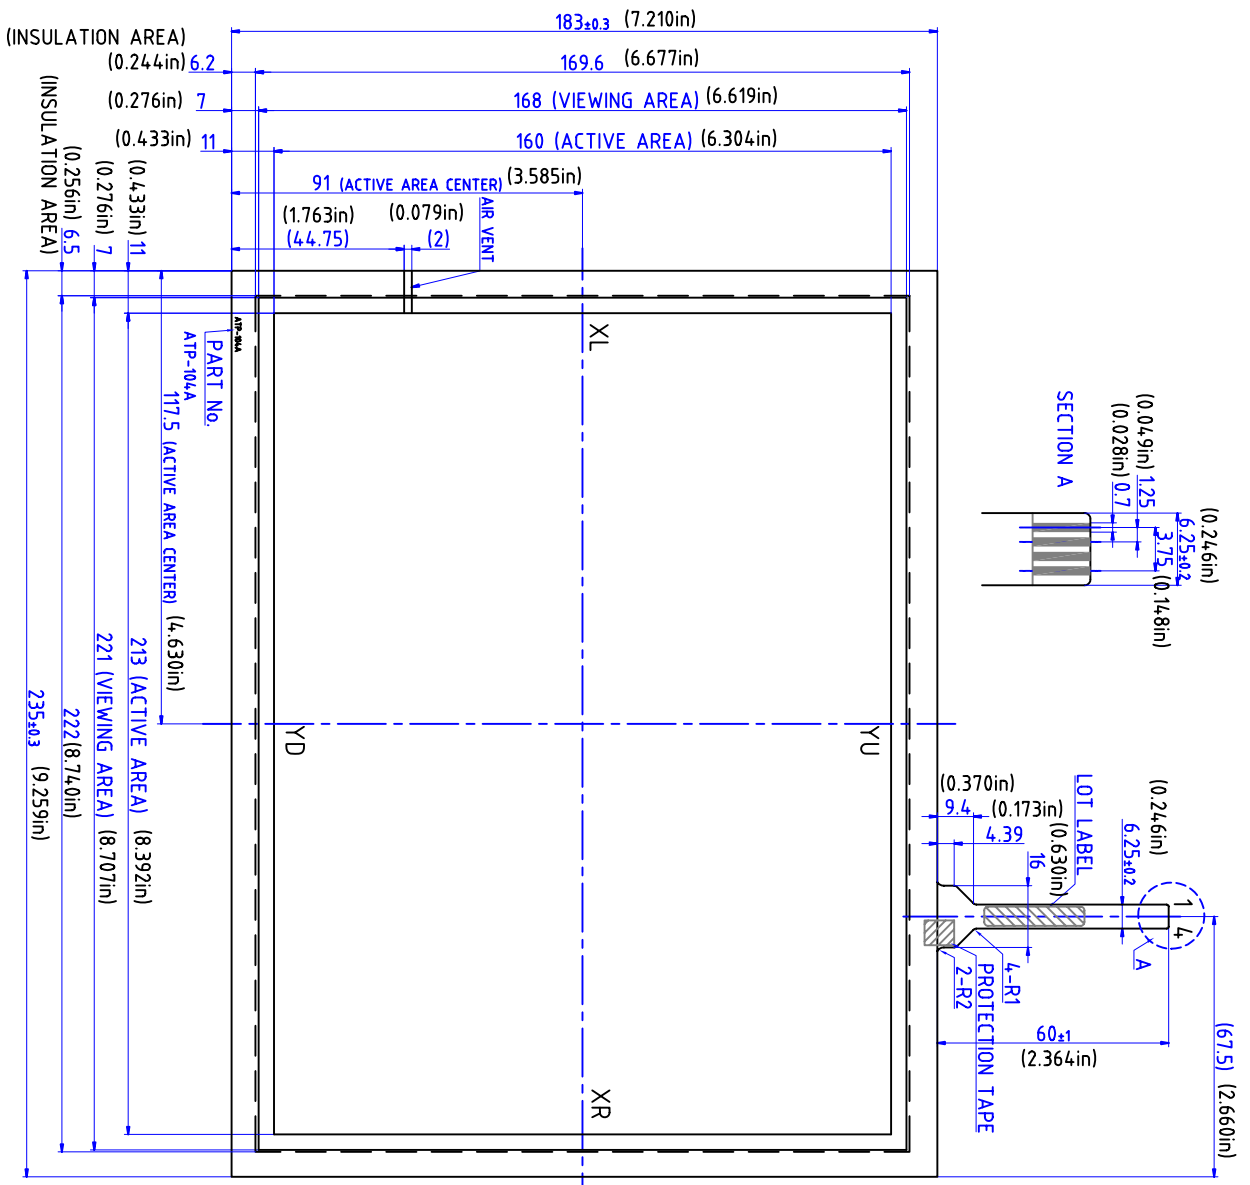 183±0.3 (7.210in)
(INSULATION AREA)
(0.244in) 6.2
169.6 (6.677in)
(0.276in) 7
168 (VIEWING AREA) (6.619in)
(0.433in) 11
160 (ACTIVE AREA) (6.304in)
91 (ACTIVE AREA CENTER) (3.585in)
(1.763in)
(44.75)
(0.079in)
(2)
AIR VENT
(INSULATION AREA)
(0.256in) 6.5
(0.276in) 7
(0.433in) 11
ATP-104A
PART No.
ATP-104A
117.5 (ACTIVE AREA CENTER) (4.630in)
213 (ACTIVE AREA) (8.392in)
221 (VIEWING AREA) (8.707in)
222 (8.740in)
235±0.3 (9.259in)
XL
YD
YU
XR
SECTION A
(0.049in) 1.25
(0.028in) 0.7
(0.246in)
6.25±0.2
3.75 (0.148in)
(0.370in)
9.4
(0.173in)
4.39
(0.630in)
16
LOT LABEL
(0.246in)
6.25±0.2
1
4
A
4-R1
2-R2
PROTECTION TAPE
60±1
(2.364in)
(67.5) (2.660in)